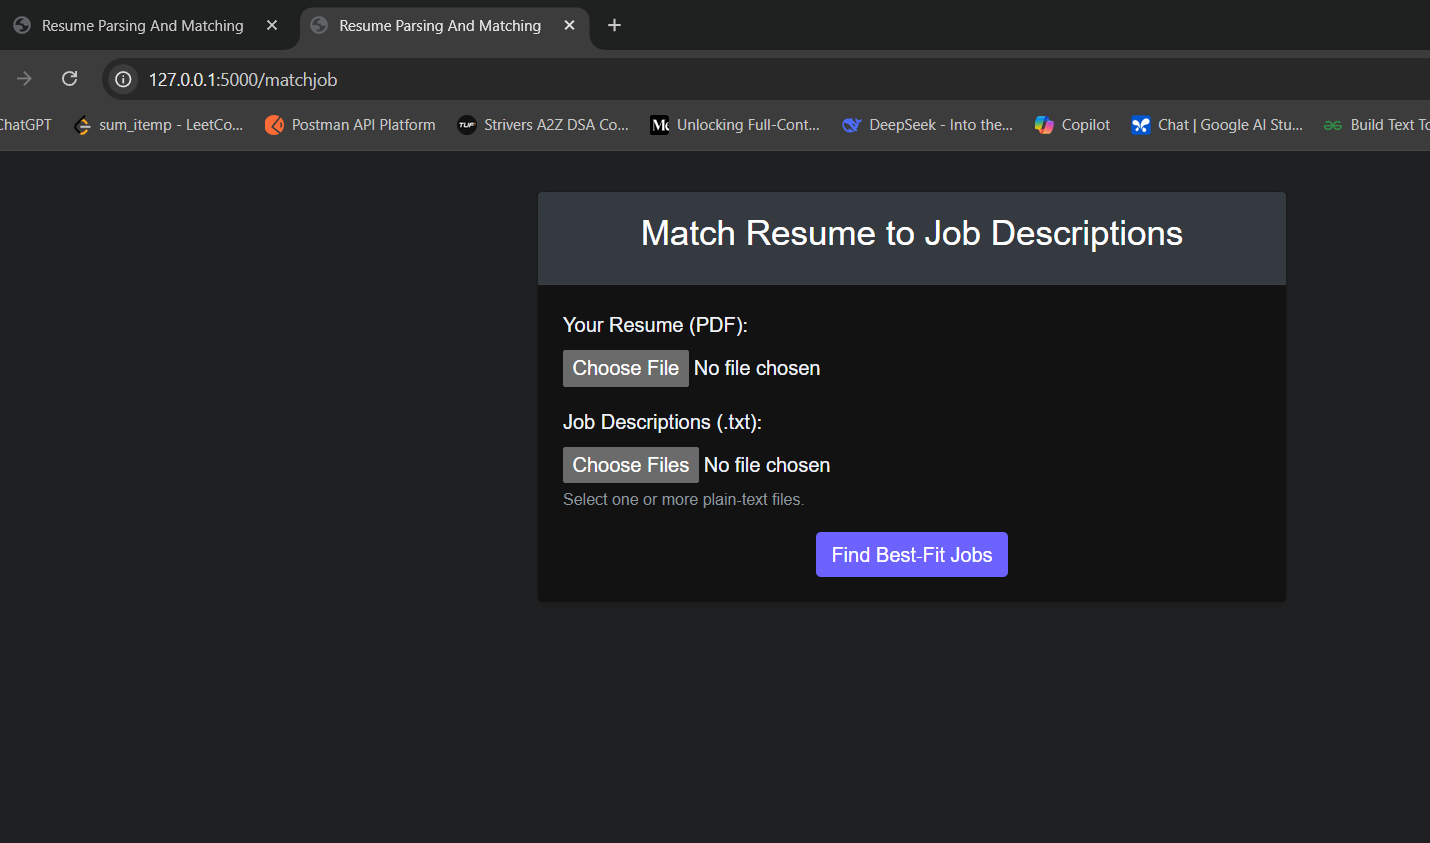 Resume Parsing And Matching
Resume Parsing And Matching
127.0.0.1:5000/matchjob
ChatGPT
sum_itemp - LeetCo...
Postman API Platform
TUF
Strivers A2Z DSA Co...
Unlocking Full-Cont...
DeepSeek - Into the...
Copilot
Chat | Google AI Stu...
Build Text To
Match Resume to Job Descriptions
Your Resume (PDF):
Choose File No file chosen
Job Descriptions (.txt):
Choose Files No file chosen
Select one or more plain-text files.
Find Best-Fit Jobs